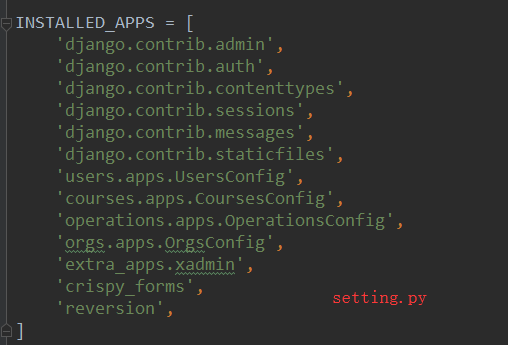 INSTALLED_APPS = [
    'django.contrib.admin',
    'django.contrib.auth',
    'django.contrib.contenttypes',
    'django.contrib.sessions',
    'django.contrib.messages',
    'django.contrib.staticfiles',
    'users.apps.UsersConfig',
    'courses.apps.CoursesConfig',
    'operations.apps.OperationsConfig',
    'orgs.apps.OrgsConfig',
    'extra_apps.xadmin',
    'crispy_forms',
    'reversion',
setting.py
]